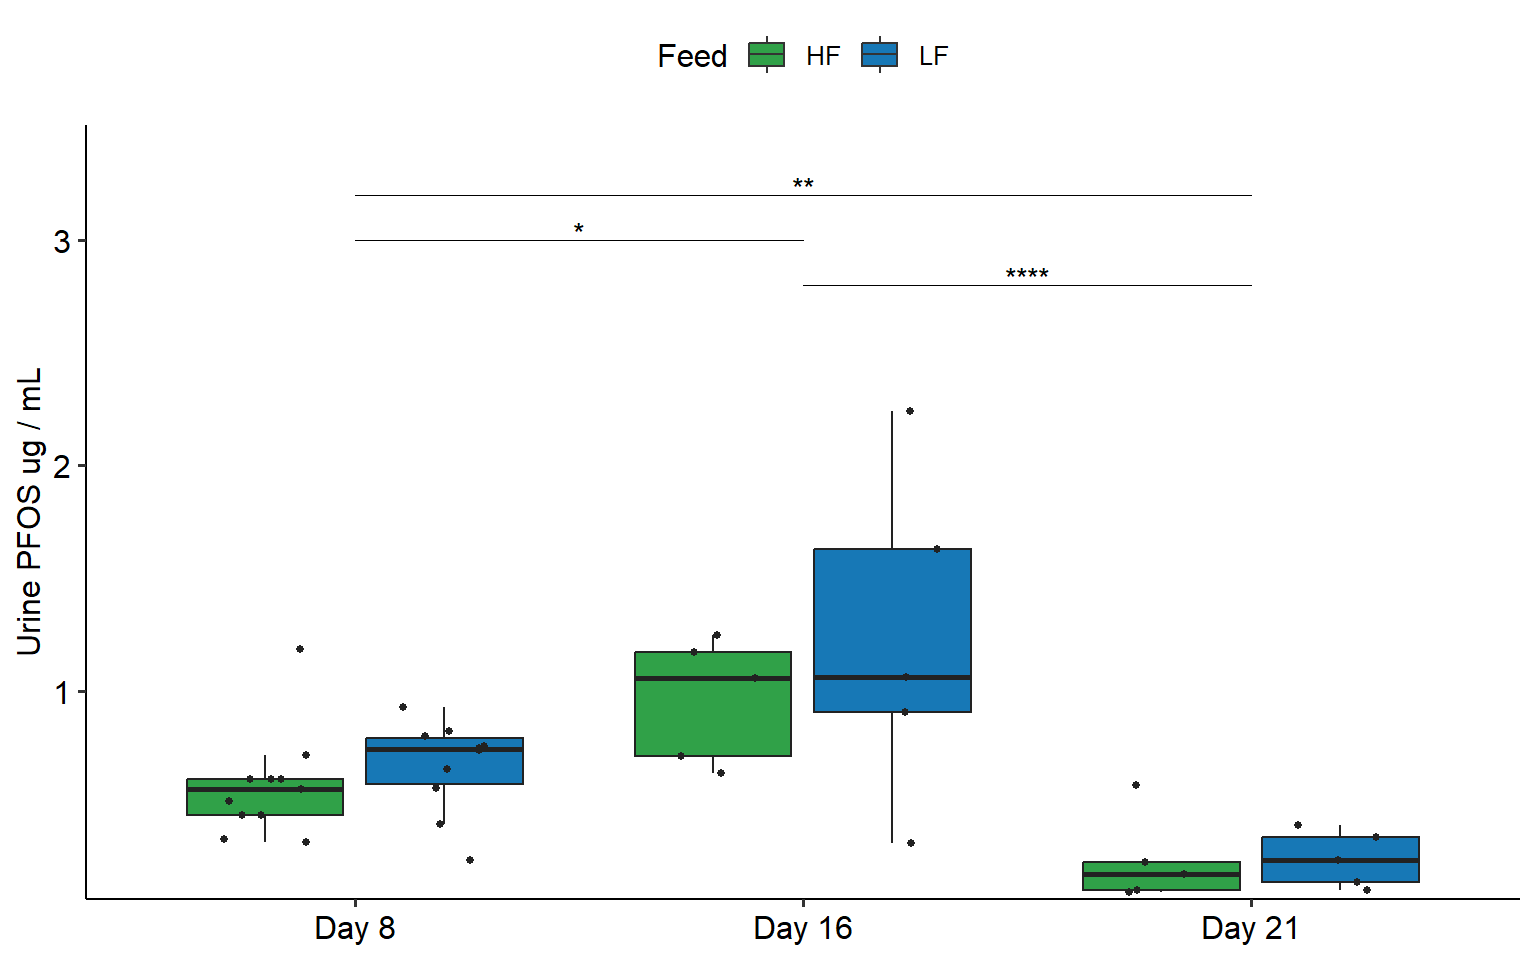 Feed HF LF
**
*
****
3
2
1
Urine PFOS ug / mL
Day 8 Day 16 Day 21